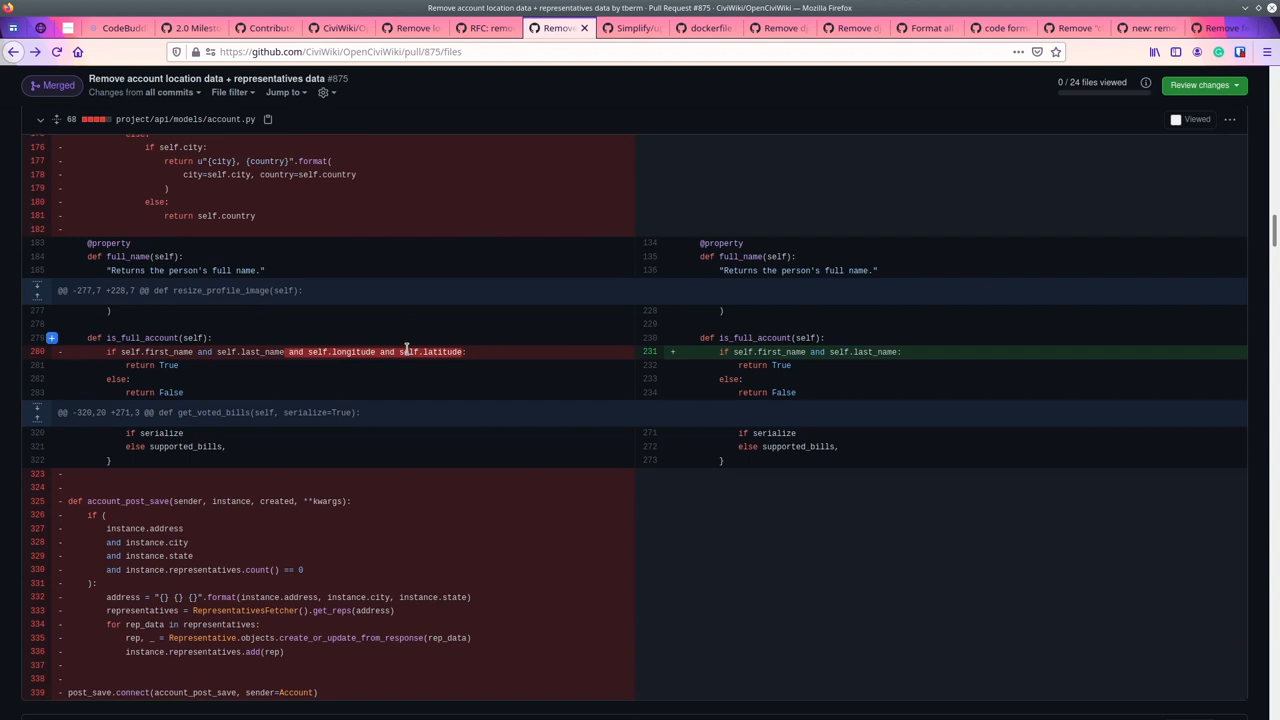 Remove account location data + representatives data by tberm · Pull Request #875 · CiviWiki/OpenCiviWiki — Mozilla Firefox
CodeBudd
2.0 Milest
Contribut
CiviWiki/O
Remove lo
RFC: remo
Remove
Simplify/u
dockerfile
Remove dj
Remove dj
Format all
code form
Remove "c
new: remo
Remove f
https://github.com/CiviWiki/OpenCiviWiki/pull/875/files
Merged
Remove account location data + representatives data #875
Changes from all commits
File filter
Jump to
0 / 24 files viewed
Review changes
68 project/api/models/account.py
Viewed
176 - if self.city:
177 - return u"{city}, {country}".format(
178 - city=self.city, country=self.country
179 - )
180 - else:
181 - return self.country
182 -
183 @property 134 @property
184 def full_name(self): 135 def full_name(self):
185 "Returns the person's full name." 136 "Returns the person's full name."
@@ -277,7 +228,7 @@ def resize_profile_image(self):
277 ) 228 )
278 229
279 def is_full_account(self): 230 def is_full_account(self):
280 - if self.first_name and self.last_name and self.longitude and self.latitude: 231 + if self.first_name and self.last_name:
281 return True 232 return True
282 else: 233 else:
283 return False 234 return False
@@ -320,20 +271,3 @@ def get_voted_bills(self, serialize=True):
320 if serialize 271 if serialize
321 else supported_bills, 272 else supported_bills,
322 } 273 }
323 -
324 -
325 - def account_post_save(sender, instance, created, **kwargs):
326 - if (
327 - instance.address
328 - and instance.city
329 - and instance.state
330 - and instance.representatives.count() == 0
331 - ):
332 - address = "{} {} {}".format(instance.address, instance.city, instance.state)
333 - representatives = RepresentativesFetcher().get_reps(address)
334 - for rep_data in representatives:
335 - rep, _ = Representative.objects.create_or_update_from_response(rep_data)
336 - instance.representatives.add(rep)
337 -
338 -
339 - post_save.connect(account_post_save, sender=Account)